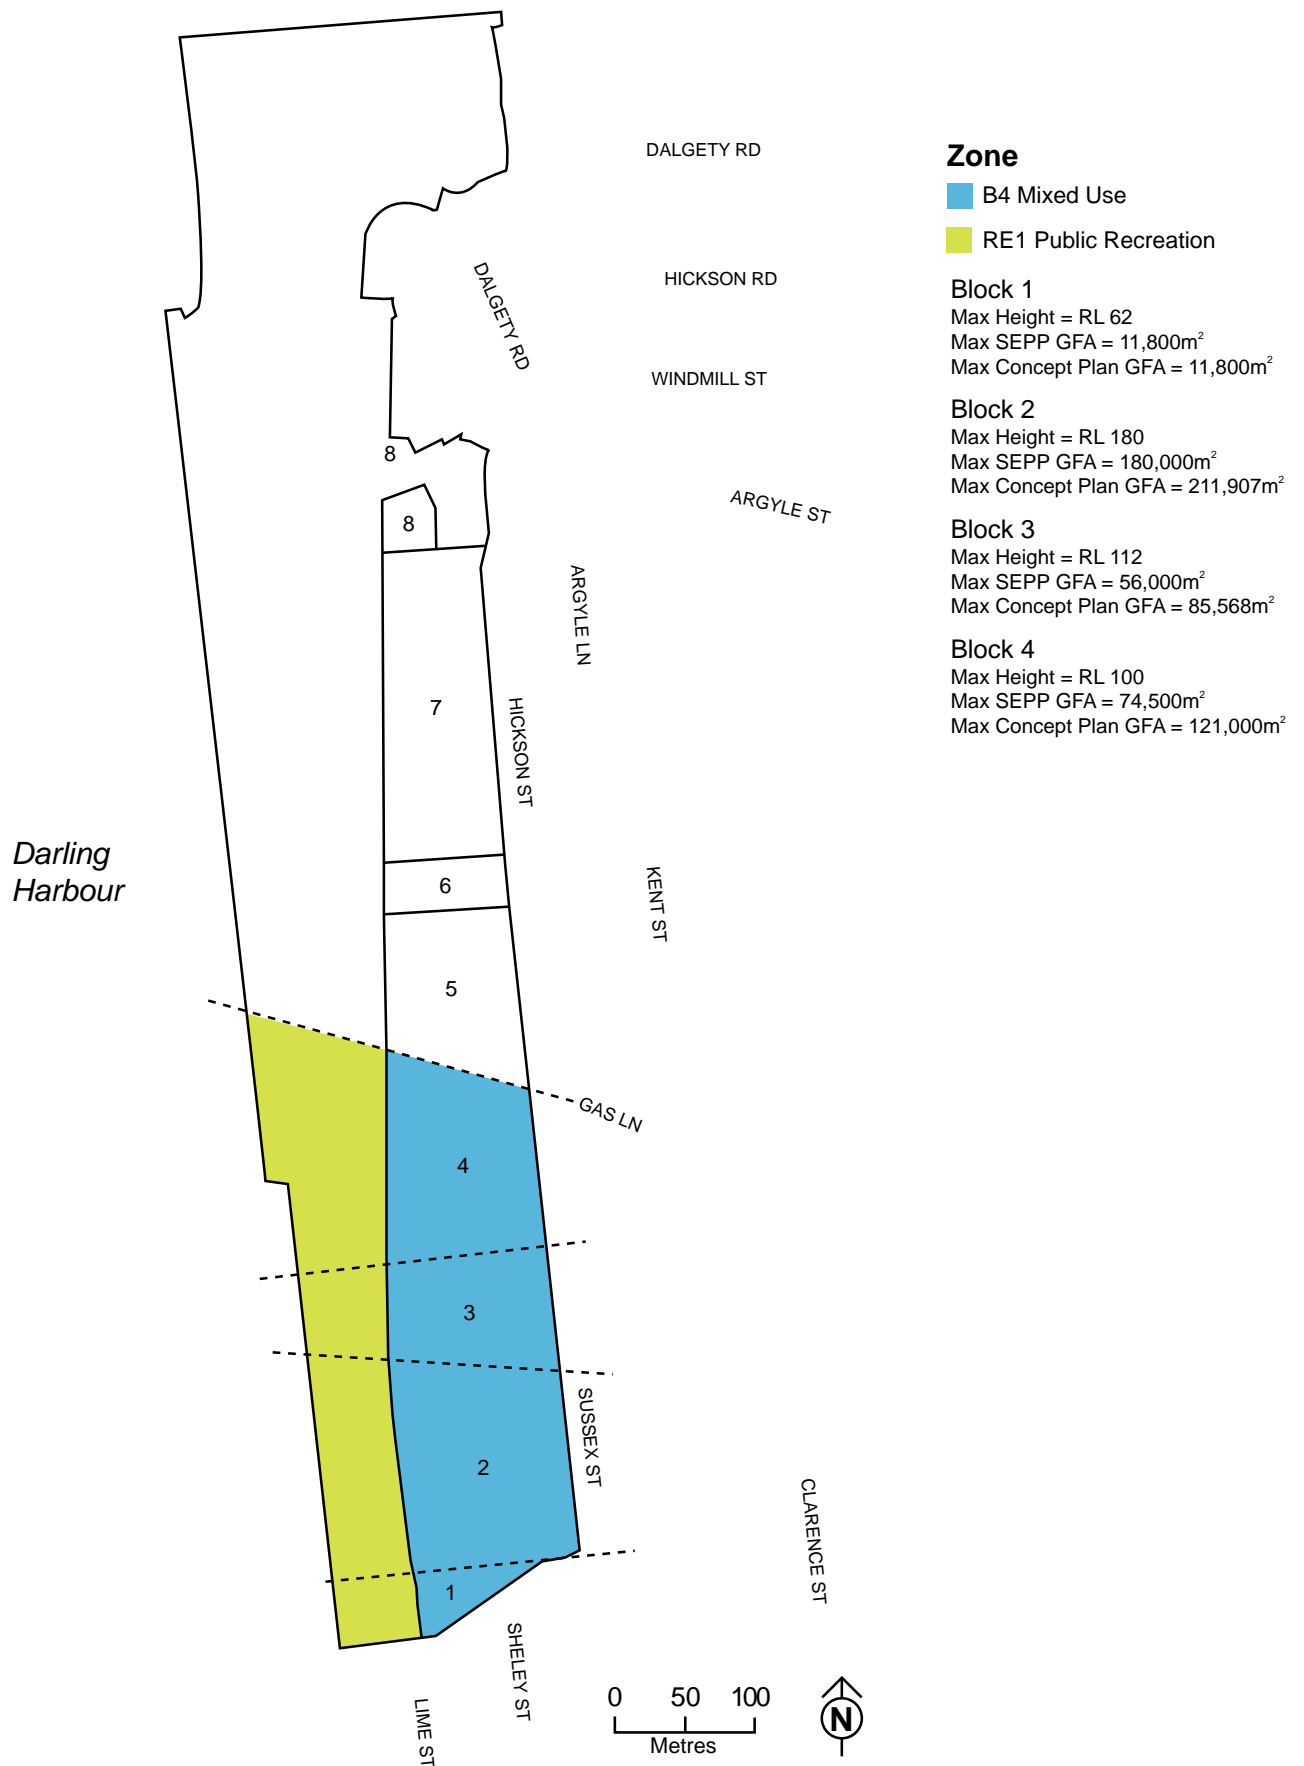 DALGETY RD
Zone
B4 Mixed Use
RE1 Public Recreation
DALGETY RD
HICKSON RD
WINDMILL ST
Block 1
Max Height = RL 62
Max SEPP GFA = 11,800m²
Max Concept Plan GFA = 11,800m²
Block 2
Max Height = RL 180
Max SEPP GFA = 180,000m²
Max Concept Plan GFA = 211,907m²
Block 3
Max Height = RL 112
Max SEPP GFA = 56,000m²
Max Concept Plan GFA = 85,568m²
Block 4
Max Height = RL 100
Max SEPP GFA = 74,500m²
Max Concept Plan GFA = 121,000m²
8
8
ARGYLE ST
ARGYLE LN
7
HICKSON ST
Darling
Harbour
6
KENT ST
5
GAS LN
4
3
SUSSEX ST
2
CLARENCE ST
1
SHELEY ST
LIME ST
0 50 100
Metres
N